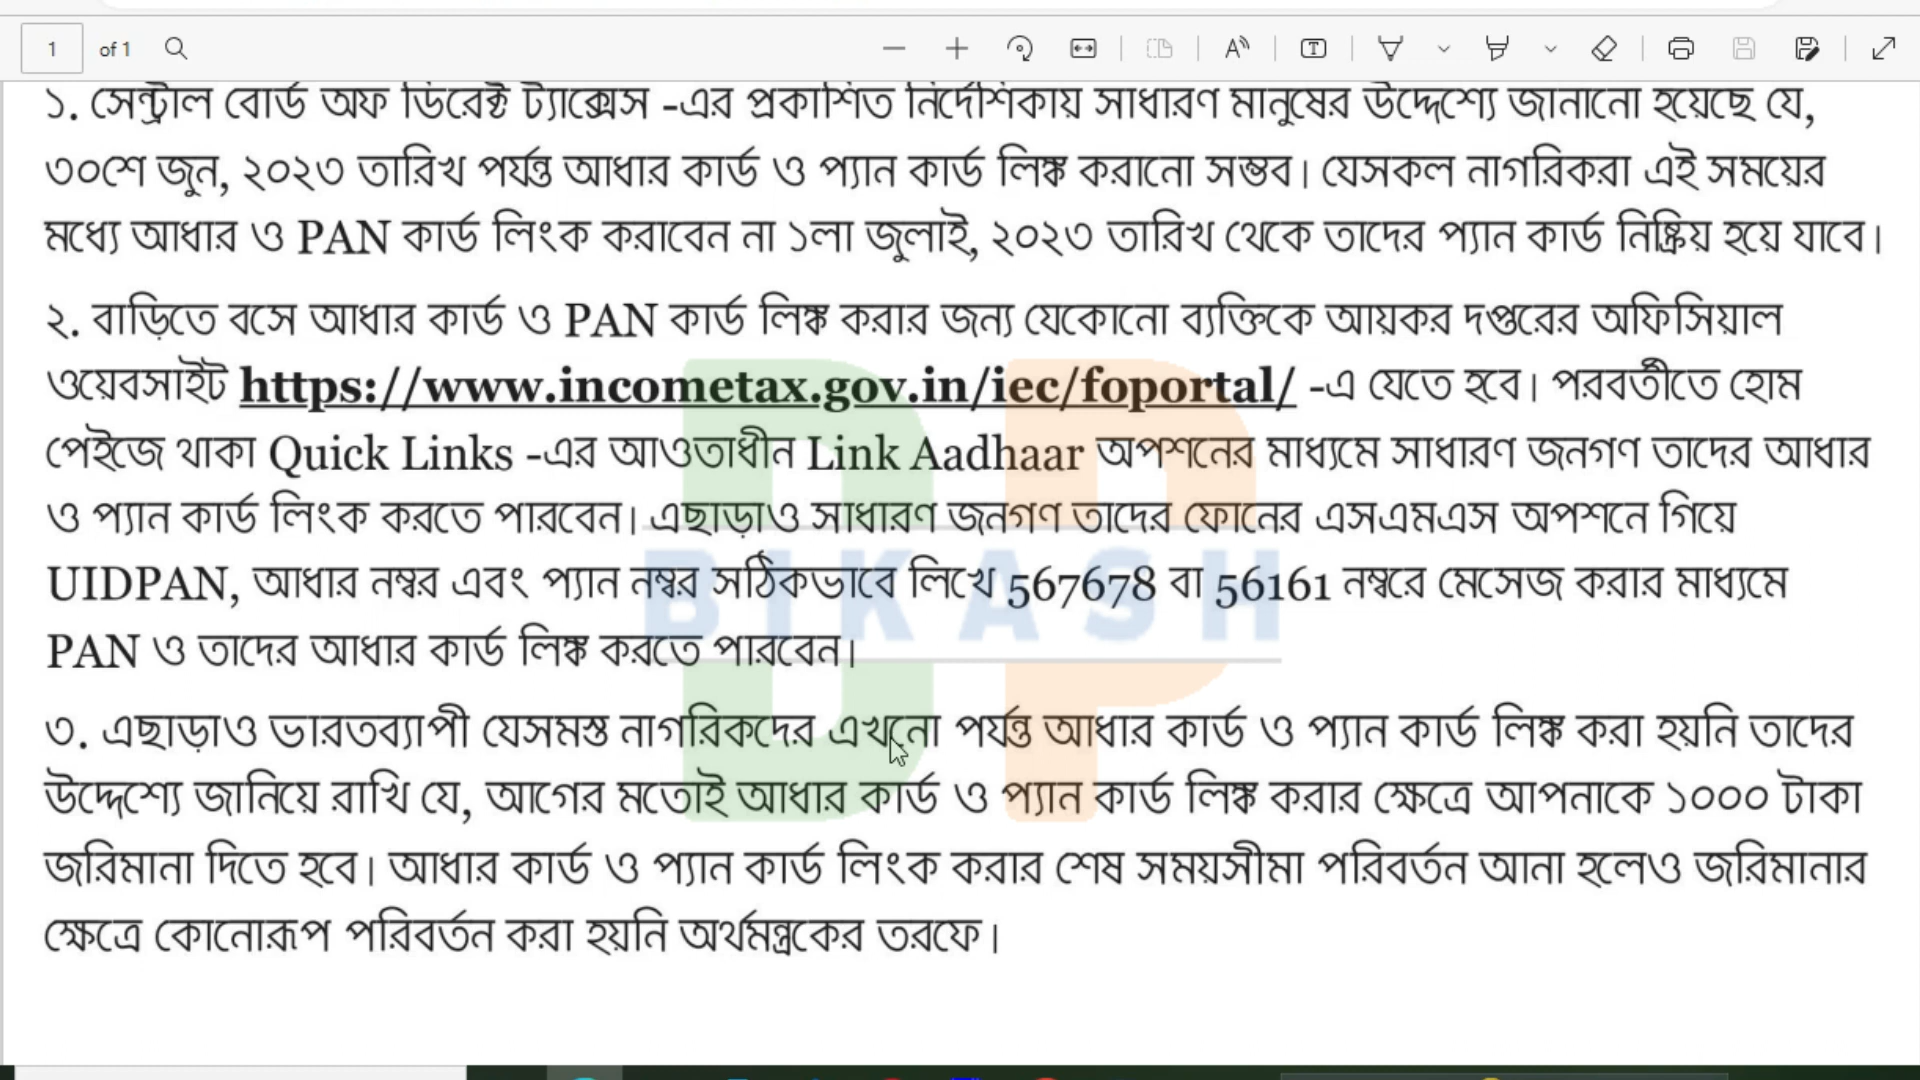 1 of 1
১. সেন্ট্রাল বোর্ড অফ ডিরেক্ট ট্যাক্সেস -এর প্রকাশিত নির্দেশিকায় সাধারণ মানুষের উদ্দেশ্যে জানানো হয়েছে যে,
৩০শে জুন, ২০২৩ তারিখ পর্যন্ত আধার কার্ড ও প্যান কার্ড লিঙ্ক করানো সম্ভব। যেসকল নাগরিকরা এই সময়ের
মধ্যে আধার ও PAN কার্ড লিংক করাবেন না ১লা জুলাই, ২০২৩ তারিখ থেকে তাদের প্যান কার্ড নিষ্ক্রিয় হয়ে যাবে।
২. বাড়িতে বসে আধার কার্ড ও PAN কার্ড লিঙ্ক করার জন্য যেকোনো ব্যক্তিকে আয়কর দপ্তরের অফিসিয়াল
ওয়েবসাইট https://www.incometax.gov.in/iec/foportal/ -এ যেতে হবে। পরবর্তীতে হোম
পেইজে থাকা Quick Links -এর আওতাধীন Link Aadhaar অপশনের মাধ্যমে সাধারণ জনগণ তাদের আধার
ও প্যান কার্ড লিংক করতে পারবেন। এছাড়াও সাধারণ জনগণ তাদের ফোনের এসএমএস অপশনে গিয়ে
UIDPAN, আধার নম্বর এবং প্যান নম্বর সঠিকভাবে লিখে 567678 বা 56161 নম্বরে মেসেজ করার মাধ্যমে
PAN ও তাদের আধার কার্ড লিঙ্ক করতে পারবেন।
৩. এছাড়াও ভারতব্যাপী যেসমস্ত নাগরিকদের এখনো পর্যন্ত আধার কার্ড ও প্যান কার্ড লিঙ্ক করা হয়নি তাদের
উদ্দেশ্যে জানিয়ে রাখি যে, আগের মতোই আধার কার্ড ও প্যান কার্ড লিঙ্ক করার ক্ষেত্রে আপনাকে ১০০০ টাকা
জরিমানা দিতে হবে। আধার কার্ড ও প্যান কার্ড লিংক করার শেষ সময়সীমা পরিবর্তন আনা হলেও জরিমানার
ক্ষেত্রে কোনোরূপ পরিবর্তন করা হয়নি অর্থমন্ত্রকের তরফে।
DP
BIKASH